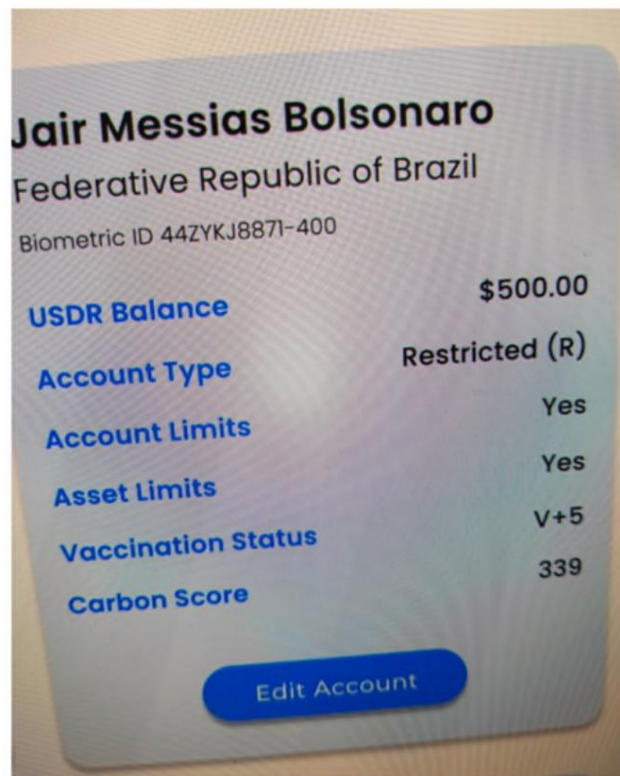 Jair Messias Bolsonaro
Federative Republic of Brazil
Biometric ID 44ZYKJ8871-400
USDR Balance $500.00
Account Type Restricted (R)
Account Limits Yes
Asset Limits Yes
Vaccination Status V+5
Carbon Score 339
Edit Account